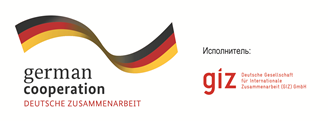 german
cooperation
DEUTSCHE ZUSAMMENARBEIT
Исполнитель:
giz
Deutsche Gesellschaft
für Internationale
Zusammenarbeit (GIZ) GmbH